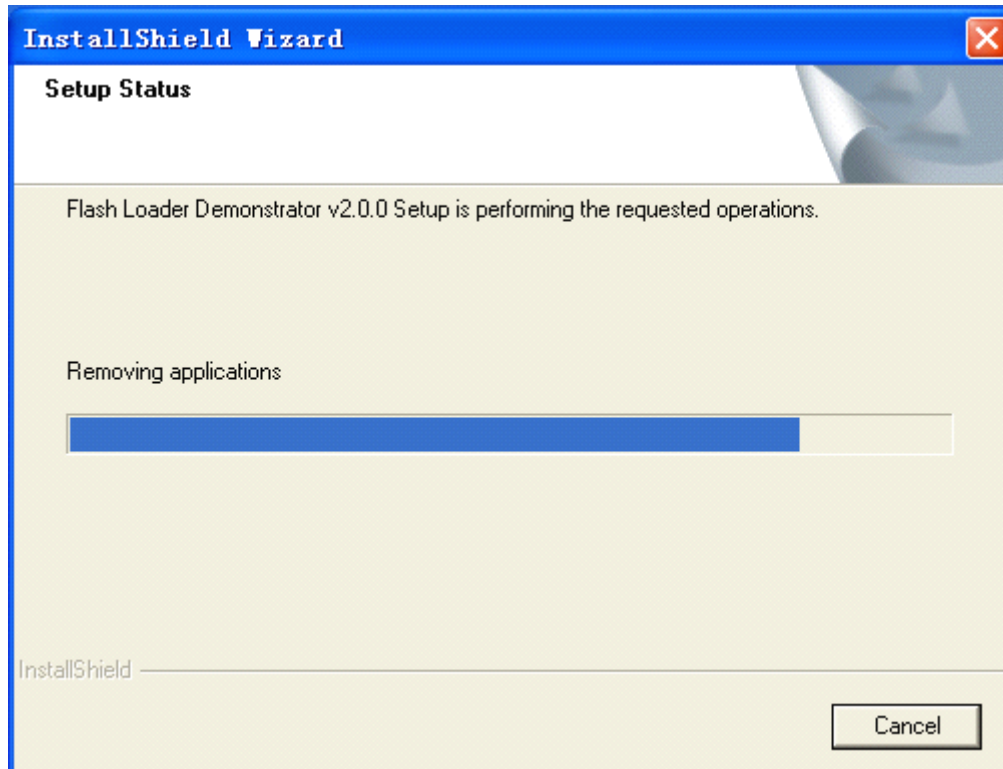 InstallShield Wizard
Setup Status
Flash Loader Demonstrator v2.0.0 Setup is performing the requested operations.
Removing applications
InstallShield
Cancel